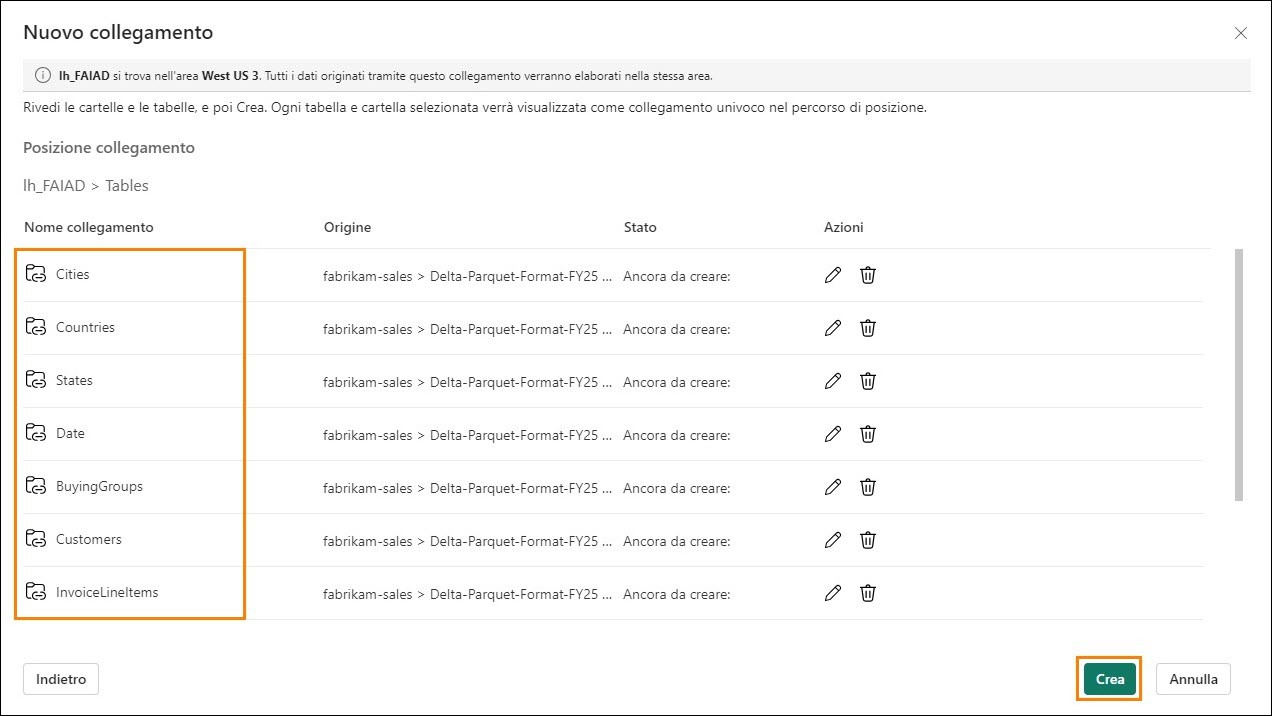 Nuovo collegamento
lh_FAIAD si trova nell'area West US 3. Tutti i dati originati tramite questo collegamento verranno elaborati nella stessa area.
Rivedi le cartelle e le tabelle, e poi Crea. Ogni tabella e cartella selezionata verrà visualizzata come collegamento univoco nel percorso di posizione.
Posizione collegamento
lh_FAIAD > Tables
Nome collegamento Origine Stato Azioni
Cities fabrikam-sales > Delta-Parquet-Format-FY25 ... Ancora da creare:
Countries fabrikam-sales > Delta-Parquet-Format-FY25 ... Ancora da creare:
States fabrikam-sales > Delta-Parquet-Format-FY25 ... Ancora da creare:
Date fabrikam-sales > Delta-Parquet-Format-FY25 ... Ancora da creare:
BuyingGroups fabrikam-sales > Delta-Parquet-Format-FY25 ... Ancora da creare:
Customers fabrikam-sales > Delta-Parquet-Format-FY25 ... Ancora da creare:
InvoiceLineItems fabrikam-sales > Delta-Parquet-Format-FY25 ... Ancora da creare:
Indietro Crea Annulla